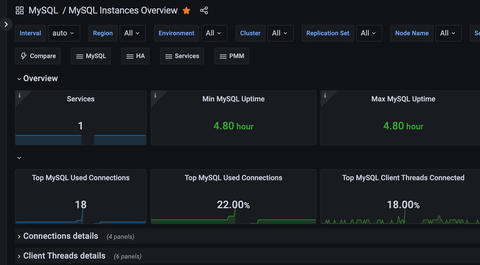 MySQL / MySQL Instances Overview
Interval auto Region All Environment All Cluster All Replication Set All Node Name All
Compare MySQL HA Services PMM
Overview
Services Min MySQL Uptime Max MySQL Uptime
1 4.80 hour 4.80 hour
Top MySQL Used Connections Top MySQL Used Connections Top MySQL Client Threads Connected
18 22.00% 18.00%
Connections details (4 panels)
Client Threads details (6 panels)